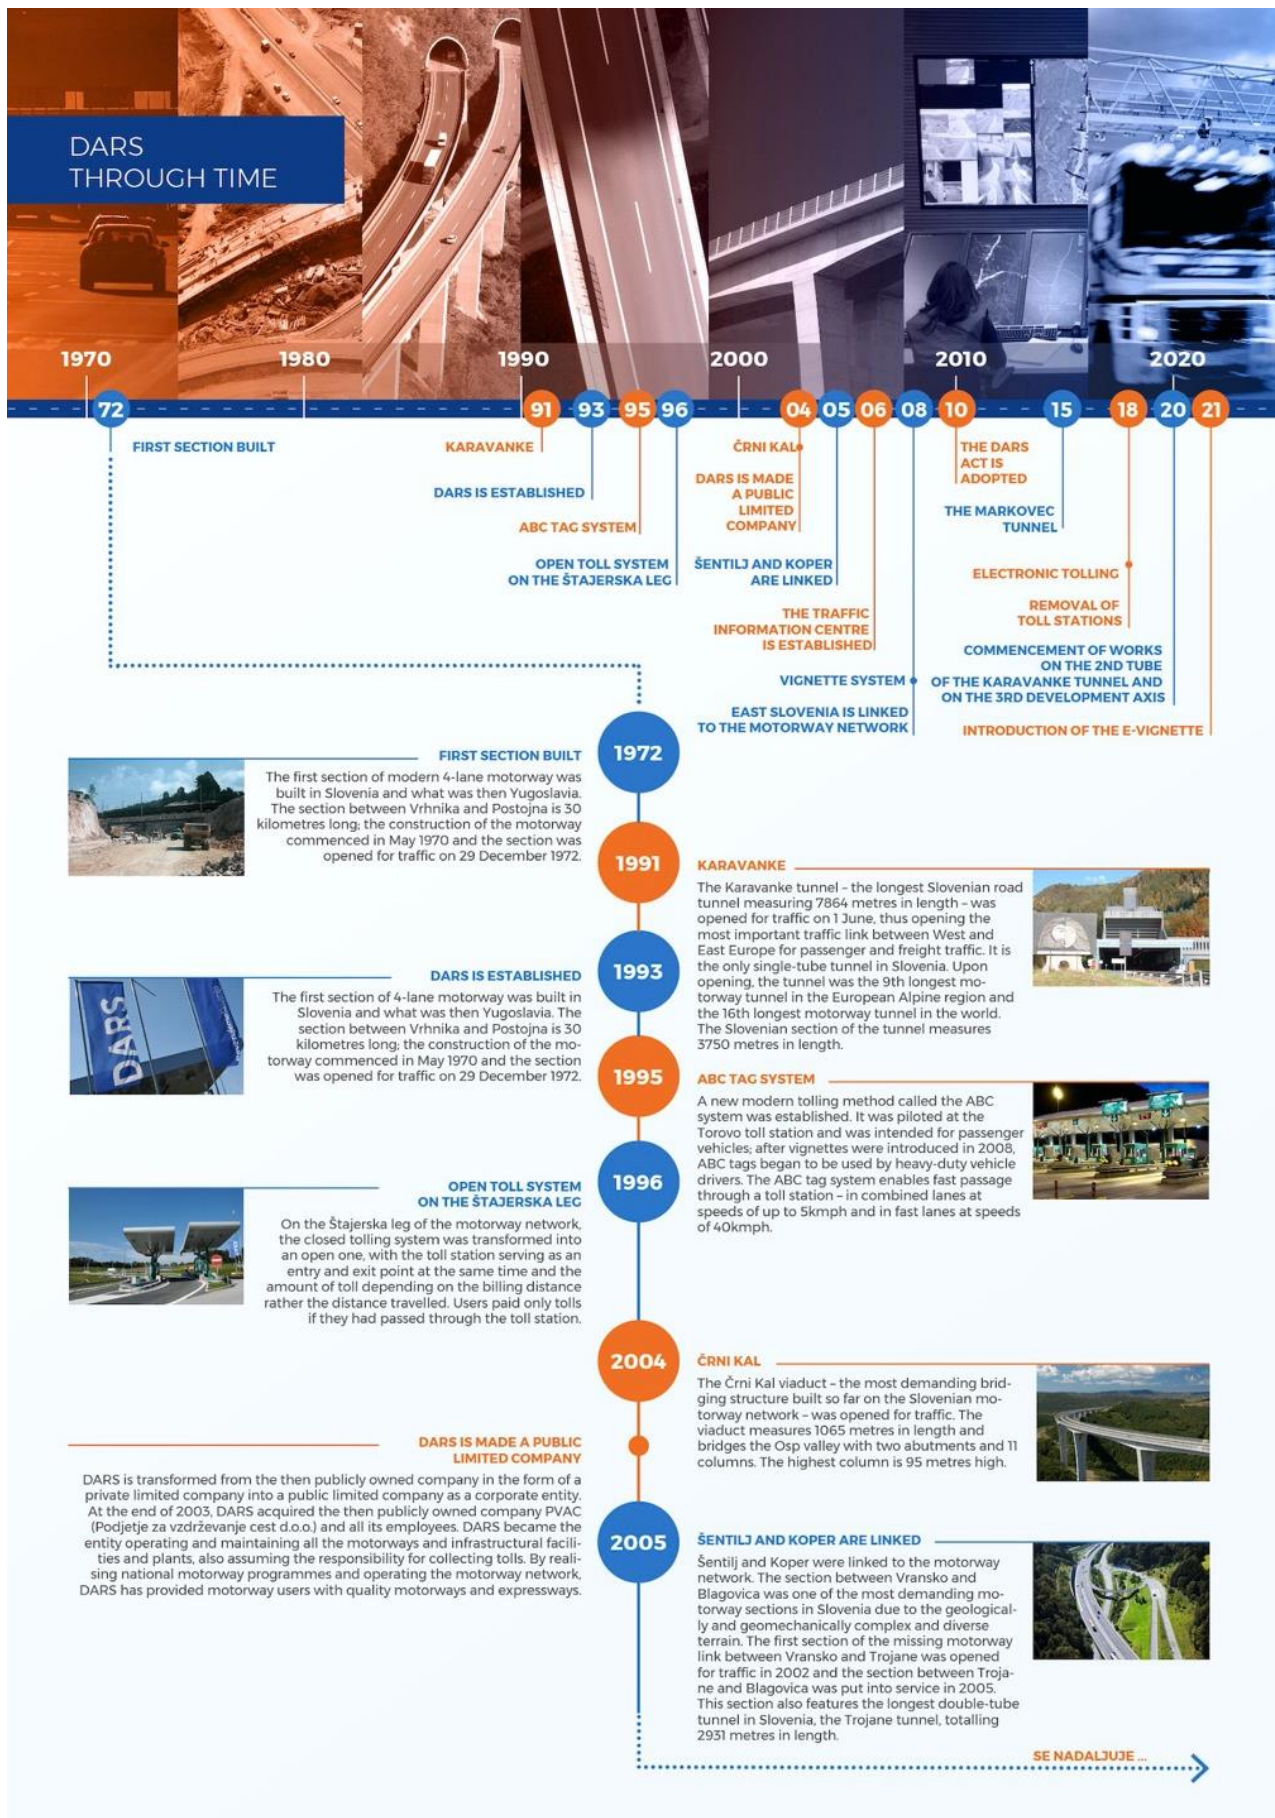 DARS
THROUGH TIME
1970
1980
1990
2000
2010
2020
72
91
93
95
96
04
05
06
08
10
15
18
20
21
FIRST SECTION BUILT
KARAVANKE
DARS IS ESTABLISHED
ABC TAG SYSTEM
OPEN TOLL SYSTEM
ON THE ŠTAJERSKA LEG
ČRNI KAL
DARS IS MADE
A PUBLIC
LIMITED
COMPANY
ŠENTILJ AND KOPER
ARE LINKED
THE TRAFFIC
INFORMATION CENTRE
IS ESTABLISHED
VIGNETTE SYSTEM
EAST SLOVENIA IS LINKED
TO THE MOTORWAY NETWORK
THE DARS
ACT IS
ADOPTED
THE MARKOVEC
TUNNEL
ELECTRONIC TOLLING
REMOVAL OF
TOLL STATIONS
COMMENCEMENT OF WORKS
ON THE 2ND TUBE
OF THE KARAVANKE TUNNEL AND
ON THE 3RD DEVELOPMENT AXIS
INTRODUCTION OF THE E-VIGNETTE
1972
FIRST SECTION BUILT
The first section of modern 4-lane motorway was
built in Slovenia and what was then Yugoslavia.
The section between Vrhnika and Postojna is 30
kilometres long; the construction of the motorway
commenced in May 1970 and the section was
opened for traffic on 29 December 1972.
1991
KARAVANKE
The Karavanke tunnel – the longest Slovenian road
tunnel measuring 7864 metres in length – was
opened for traffic on 1 June, thus opening the
most important traffic link between West and
East Europe for passenger and freight traffic. It is
the only single-tube tunnel in Slovenia. Upon
opening, the tunnel was the 9th longest mo-
torway tunnel in the European Alpine region and
the 16th longest motorway tunnel in the world.
The Slovenian section of the tunnel measures
3750 metres in length.
1993
DARS IS ESTABLISHED
The first section of 4-lane motorway was built in
Slovenia and what was then Yugoslavia. The
section between Vrhnika and Postojna is 30
kilometres long; the construction of the mo-
torway commenced in May 1970 and the section
was opened for traffic on 29 December 1972.
DARS
1995
ABC TAG SYSTEM
A new modern tolling method called the ABC
system was established. It was piloted at the
Torovo toll station and was intended for passenger
vehicles; after vignettes were introduced in 2008,
ABC tags began to be used by heavy-duty vehicle
drivers. The ABC tag system enables fast passage
through a toll station – in combined lanes at
speeds of up to 5kmph and in fast lanes at speeds
of 40kmph.
1996
OPEN TOLL SYSTEM
ON THE ŠTAJERSKA LEG
On the Štajerska leg of the motorway network,
the closed tolling system was transformed into
an open one, with the toll station serving as an
entry and exit point at the same time and the
amount of toll depending on the billing distance
rather the distance travelled. Users paid only tolls
if they had passed through the toll station.
2004
ČRNI KAL
The Črni Kal viaduct – the most demanding brid-
ging structure built so far on the Slovenian mo-
torway network – was opened for traffic. The
viaduct measures 1065 metres in length and
bridges the Osp valley with two abutments and 11
columns. The highest column is 95 metres high.
DARS IS MADE A PUBLIC
LIMITED COMPANY
DARS is transformed from the then publicly owned company in the form of a
private limited company into a public limited company as a corporate entity.
At the end of 2003, DARS acquired the then publicly owned company PVAC
(Podjetje za vzdrževanje cest d.o.o.) and all its employees. DARS became the
entity operating and maintaining all the motorways and infrastructural facili-
ties and plants, also assuming the responsibility for collecting tolls. By reali-
sing national motorway programmes and operating the motorway network,
DARS has provided motorway users with quality motorways and expressways.
2005
ŠENTILJ AND KOPER ARE LINKED
Šentilj and Koper were linked to the motorway
network. The section between Vransko and
Blagovica was one of the most demanding mo-
torway sections in Slovenia due to the geological-
ly and geomechanically complex and diverse
terrain. The first section of the missing motorway
link between Vransko and Trojane was opened
for traffic in 2002 and the section between Troja-
ne and Blagovica was put into service in 2005.
This section also features the longest double-tube
tunnel in Slovenia, the Trojane tunnel, totalling
2931 metres in length.
SE NADALJUJE ...